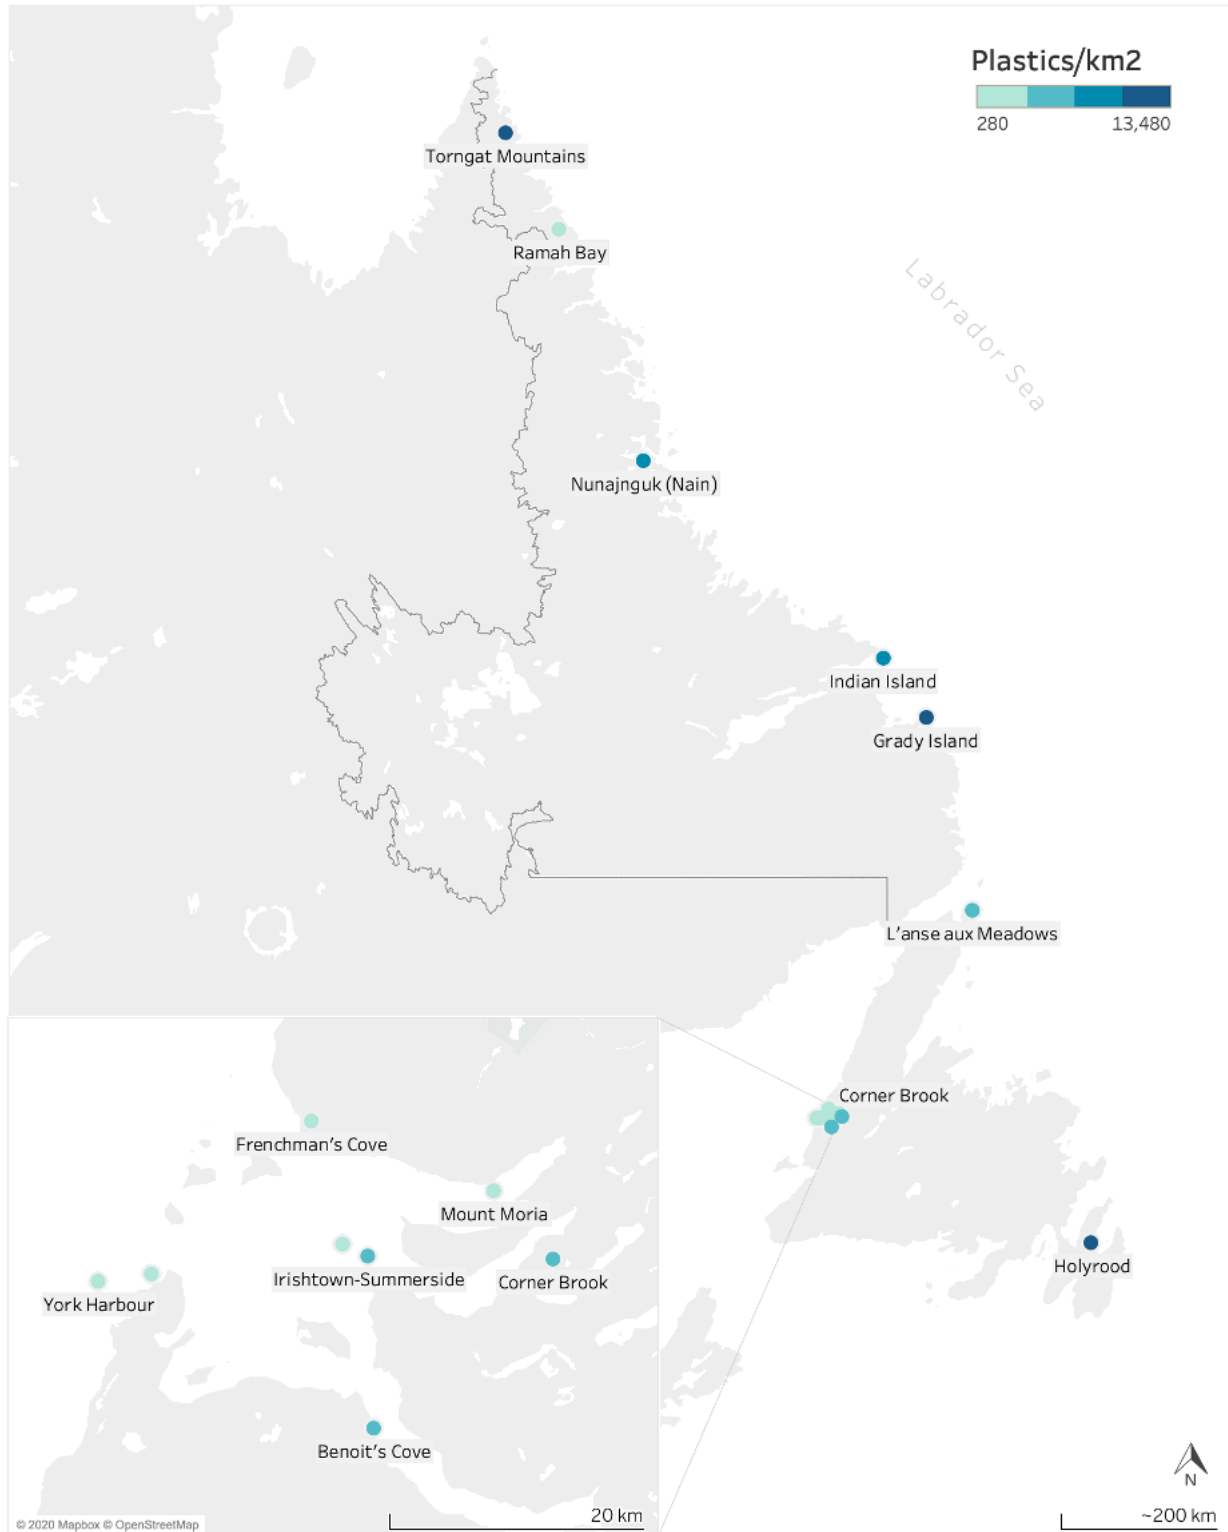 Plastics/km2
280 13,480
Torngat Mountains
Ramah Bay
Labrador Sea
Nunajnguk (Nain)
Indian Island
Grady Island
L'anse aux Meadows
Corner Brook
Holyrood
Frenchman's Cove
Mount Moria
Irishtown-Summerside
Corner Brook
York Harbour
Benoit's Cove
N
© 2020 Mapbox © OpenStreetMap
20 km
~200 km